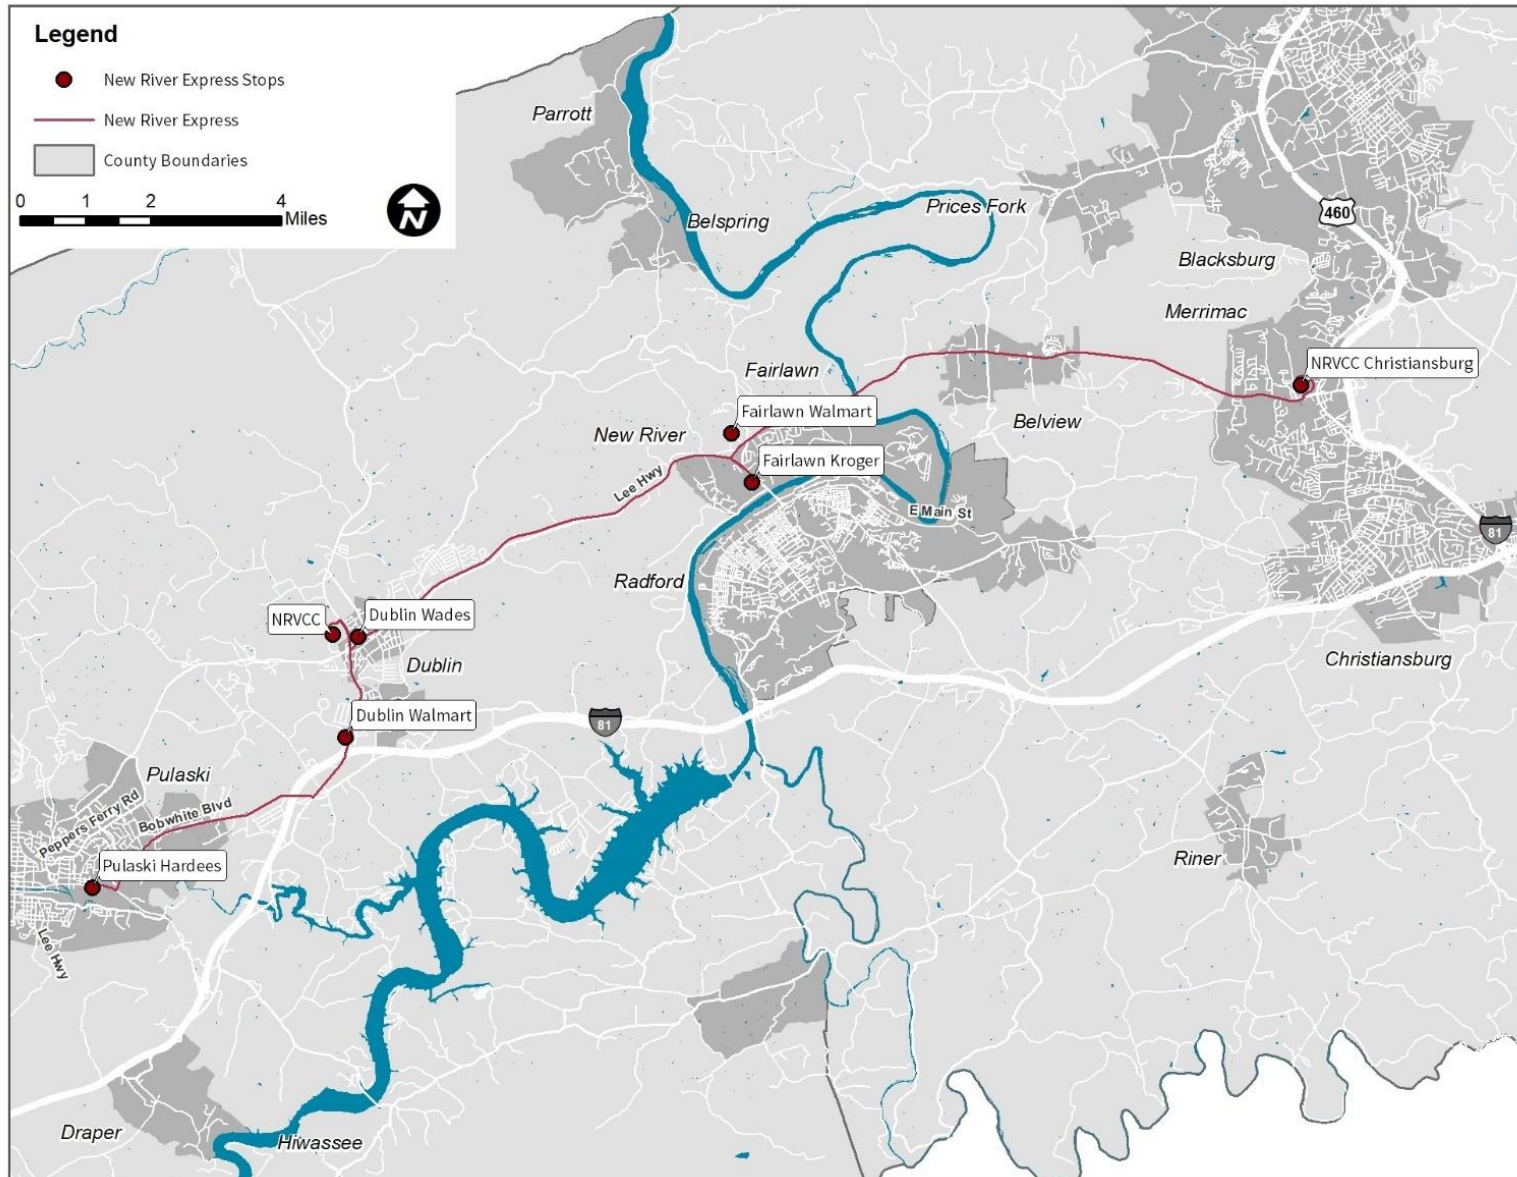 Legend
New River Express Stops
New River Express
County Boundaries
0 1 2 4
Miles
N
Parrott
Belspring
Prices Fork
460
Blacksburg
Merrimac
Fairlawn
NRVCC Christiansburg
Fairlawn Walmart
New River
Belview
Fairlawn Kroger
Lee Hwy
E Main St
81
Radford
NRVCC
Dublin Wades
Dublin
Christiansburg
Dublin Walmart
81
Pulaski
Peppers Ferry Rd
Bobwhite Blvd
Pulaski Hardees
Riner
Lee Hwy
Draper
Hiwassee